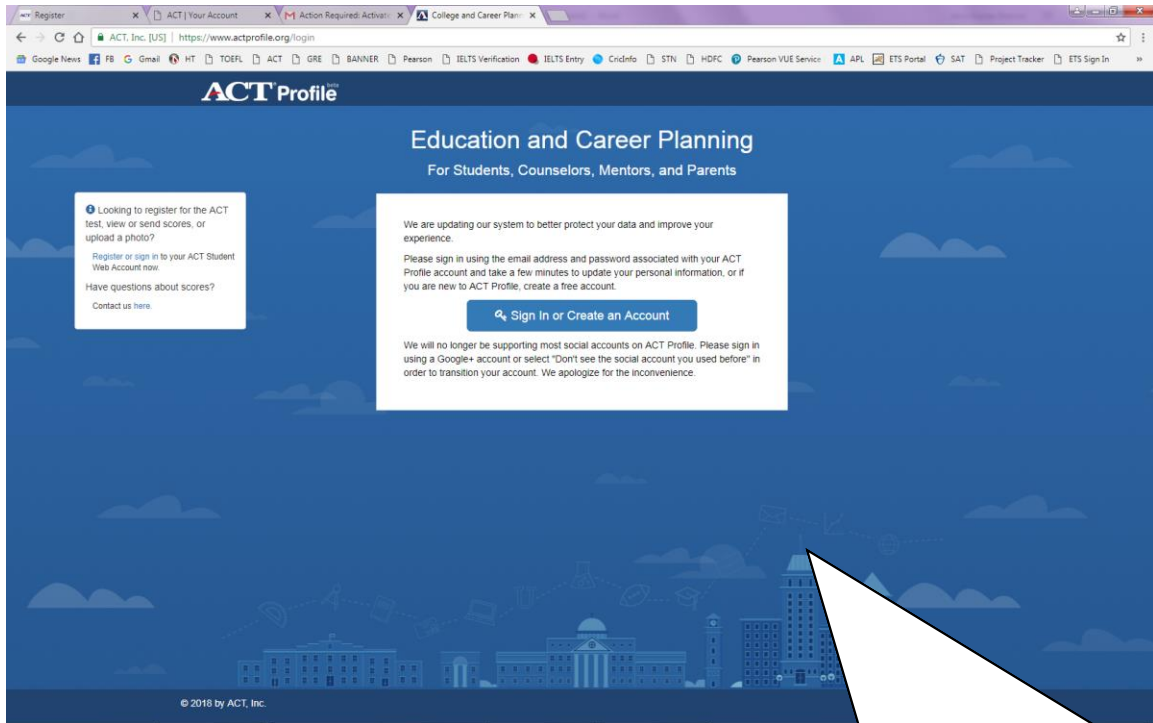 Register
ACT | Your Account
Action Required: Activat
College and Career Plann
ACT, Inc. [US] | https://www.actprofile.org/login
Google News FB Gmail HT TOEFL ACT GRE BANNER Pearson IELTS Verification IELTS Entry CricInfo STN HDFC Pearson VUE Service APL ETS Portal SAT Project Tracker ETS Sign In »
ACT Profile beta
Education and Career Planning
For Students, Counselors, Mentors, and Parents
Looking to register for the ACT
test, view or send scores, or
upload a photo?
Register or sign in to your ACT Student
Web Account now.
Have questions about scores?
Contact us here.
We are updating our system to better protect your data and improve your
experience.
Please sign in using the email address and password associated with your ACT
Profile account and take a few minutes to update your personal information, or if
you are new to ACT Profile, create a free account.
Sign In or Create an Account
We will no longer be supporting most social accounts on ACT Profile. Please sign in
using a Google+ account or select "Don't see the social account you used before" in
order to transition your account. We apologize for the inconvenience.
© 2018 by ACT, Inc.